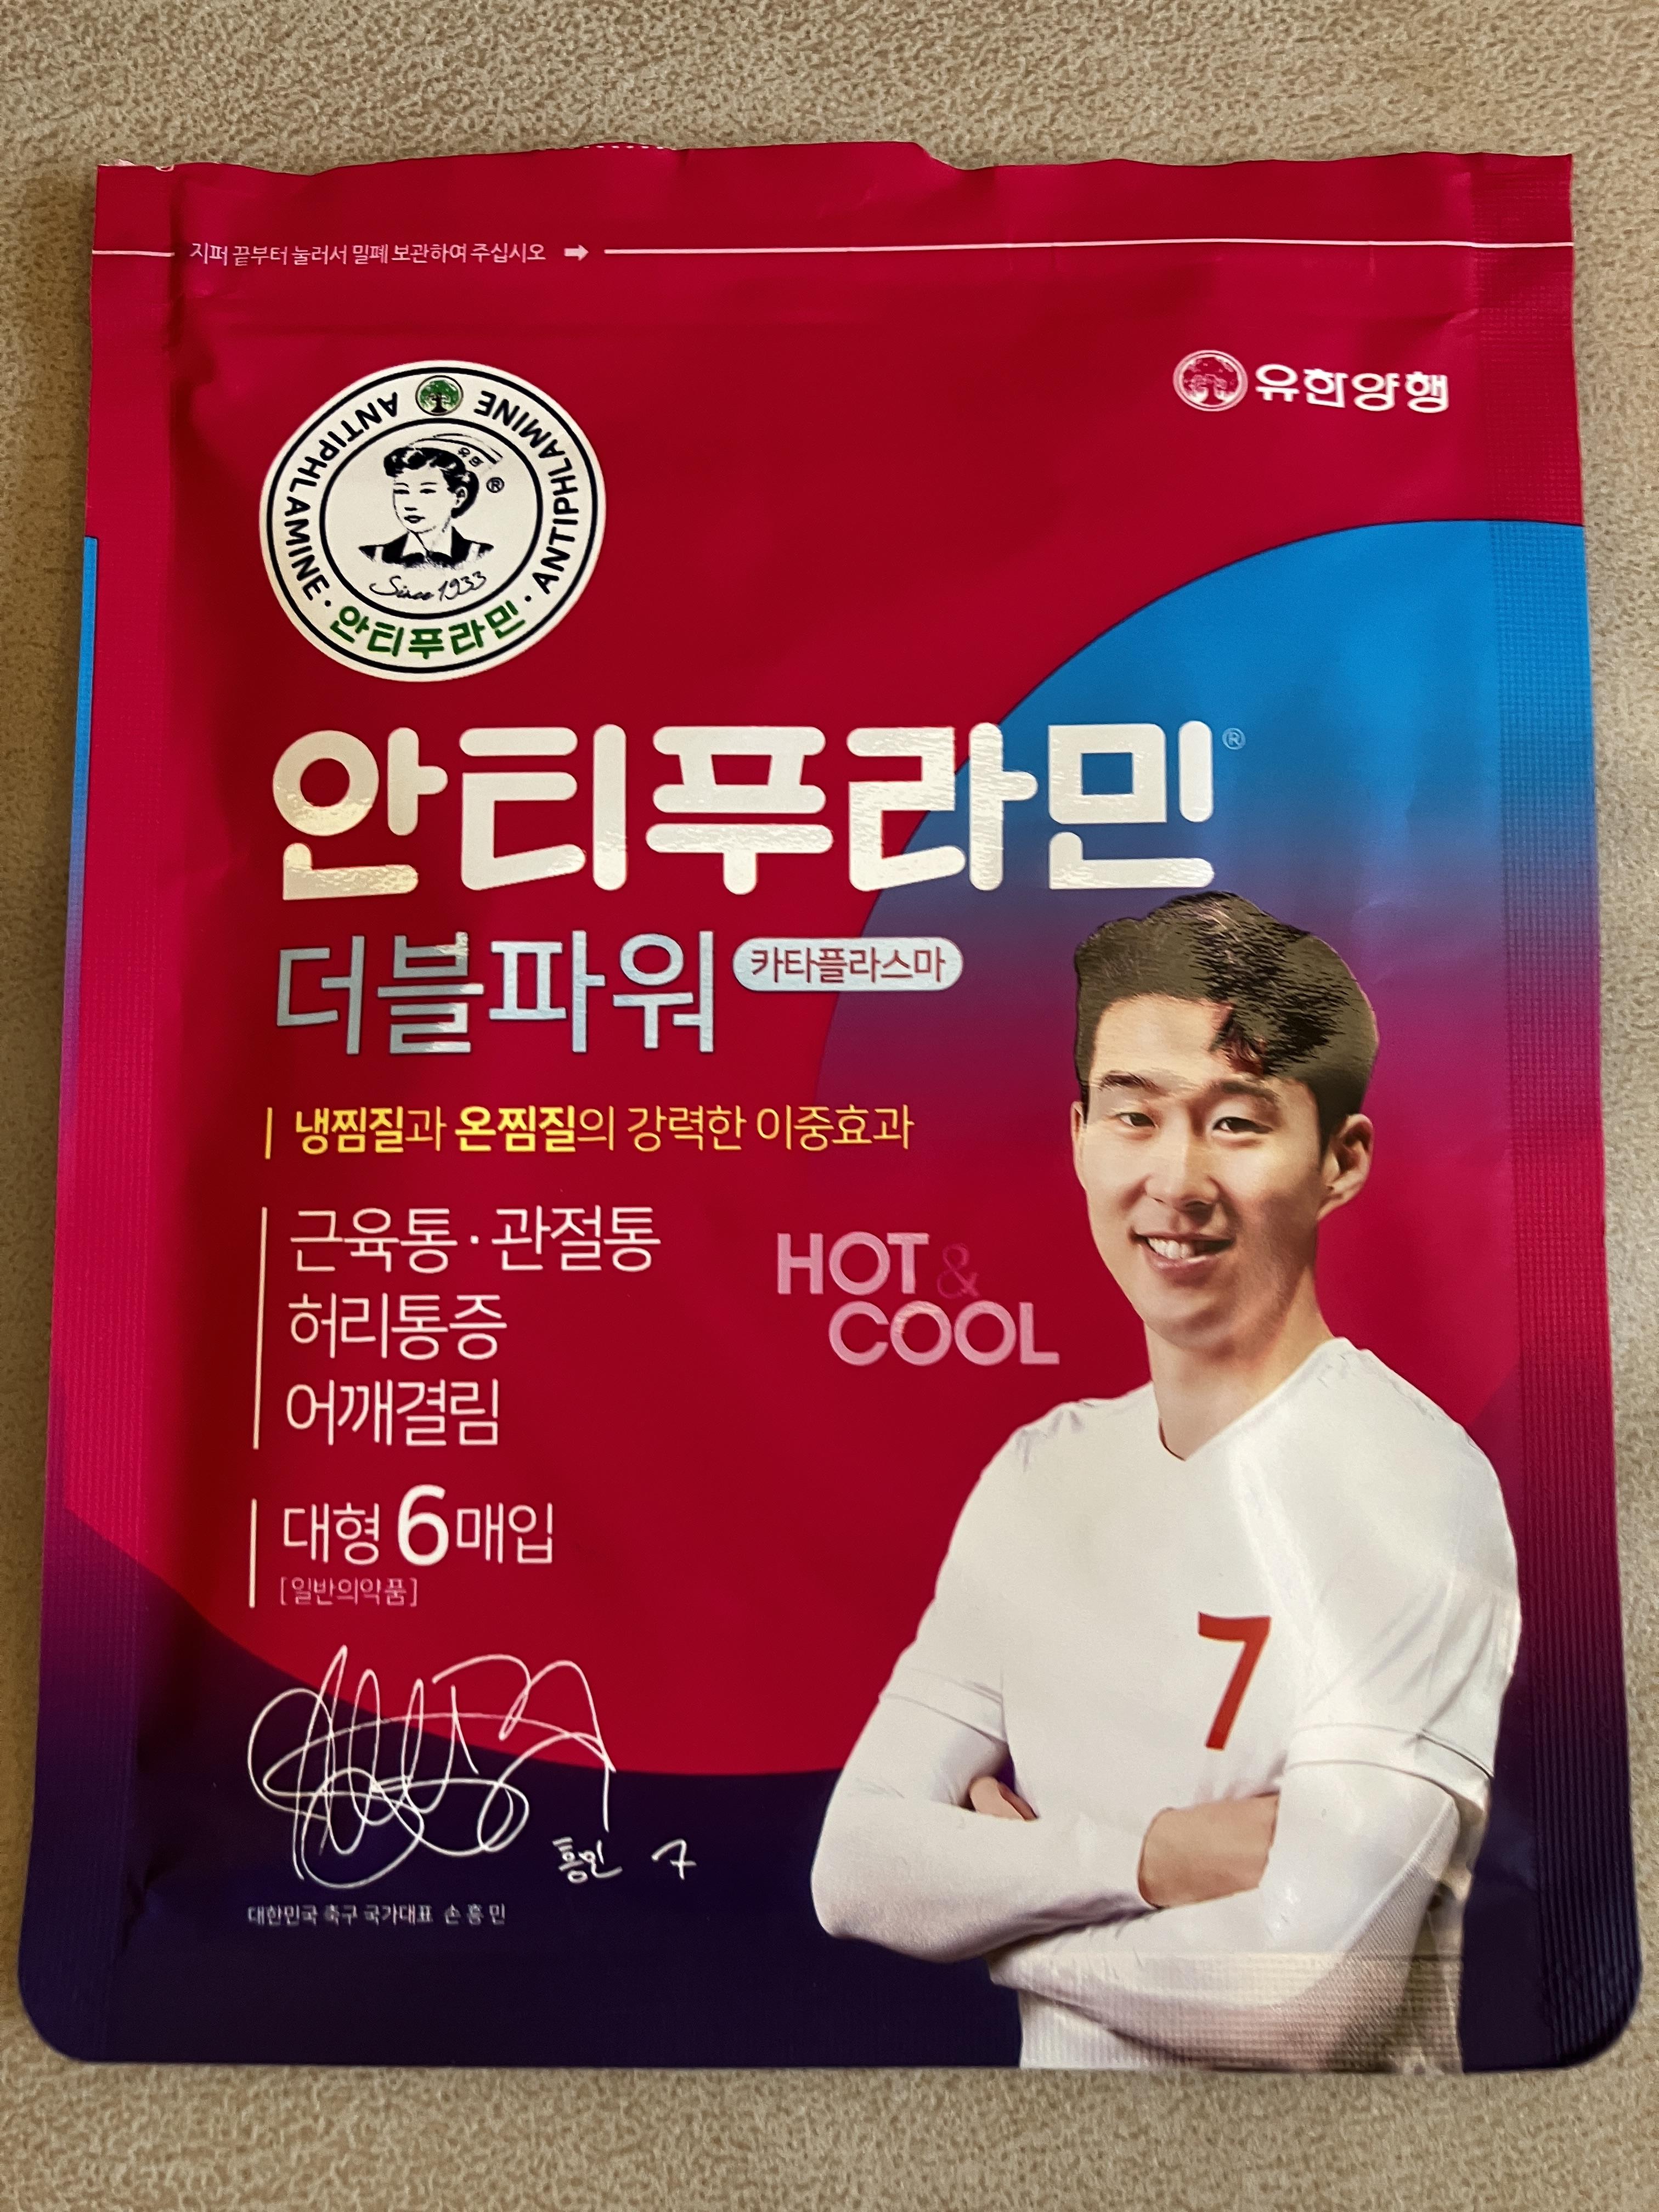 지퍼 끝부터 눌러서 밀폐 보관하여 주십시오
유한양행
ANTIPHLAMINE ANTIPHLAMINE · 안티푸라민 ·
유한
®
Since 1933
안티푸라민®
더블파워 카타플라스마
냉찜질과 온찜질의 강력한 이중효과
근육통·관절통
허리통증
어깨결림
HOT &
COOL
대형 6매입
[일반의약품]
7
흥민 7
대한민국 축구 국가대표 손흥민